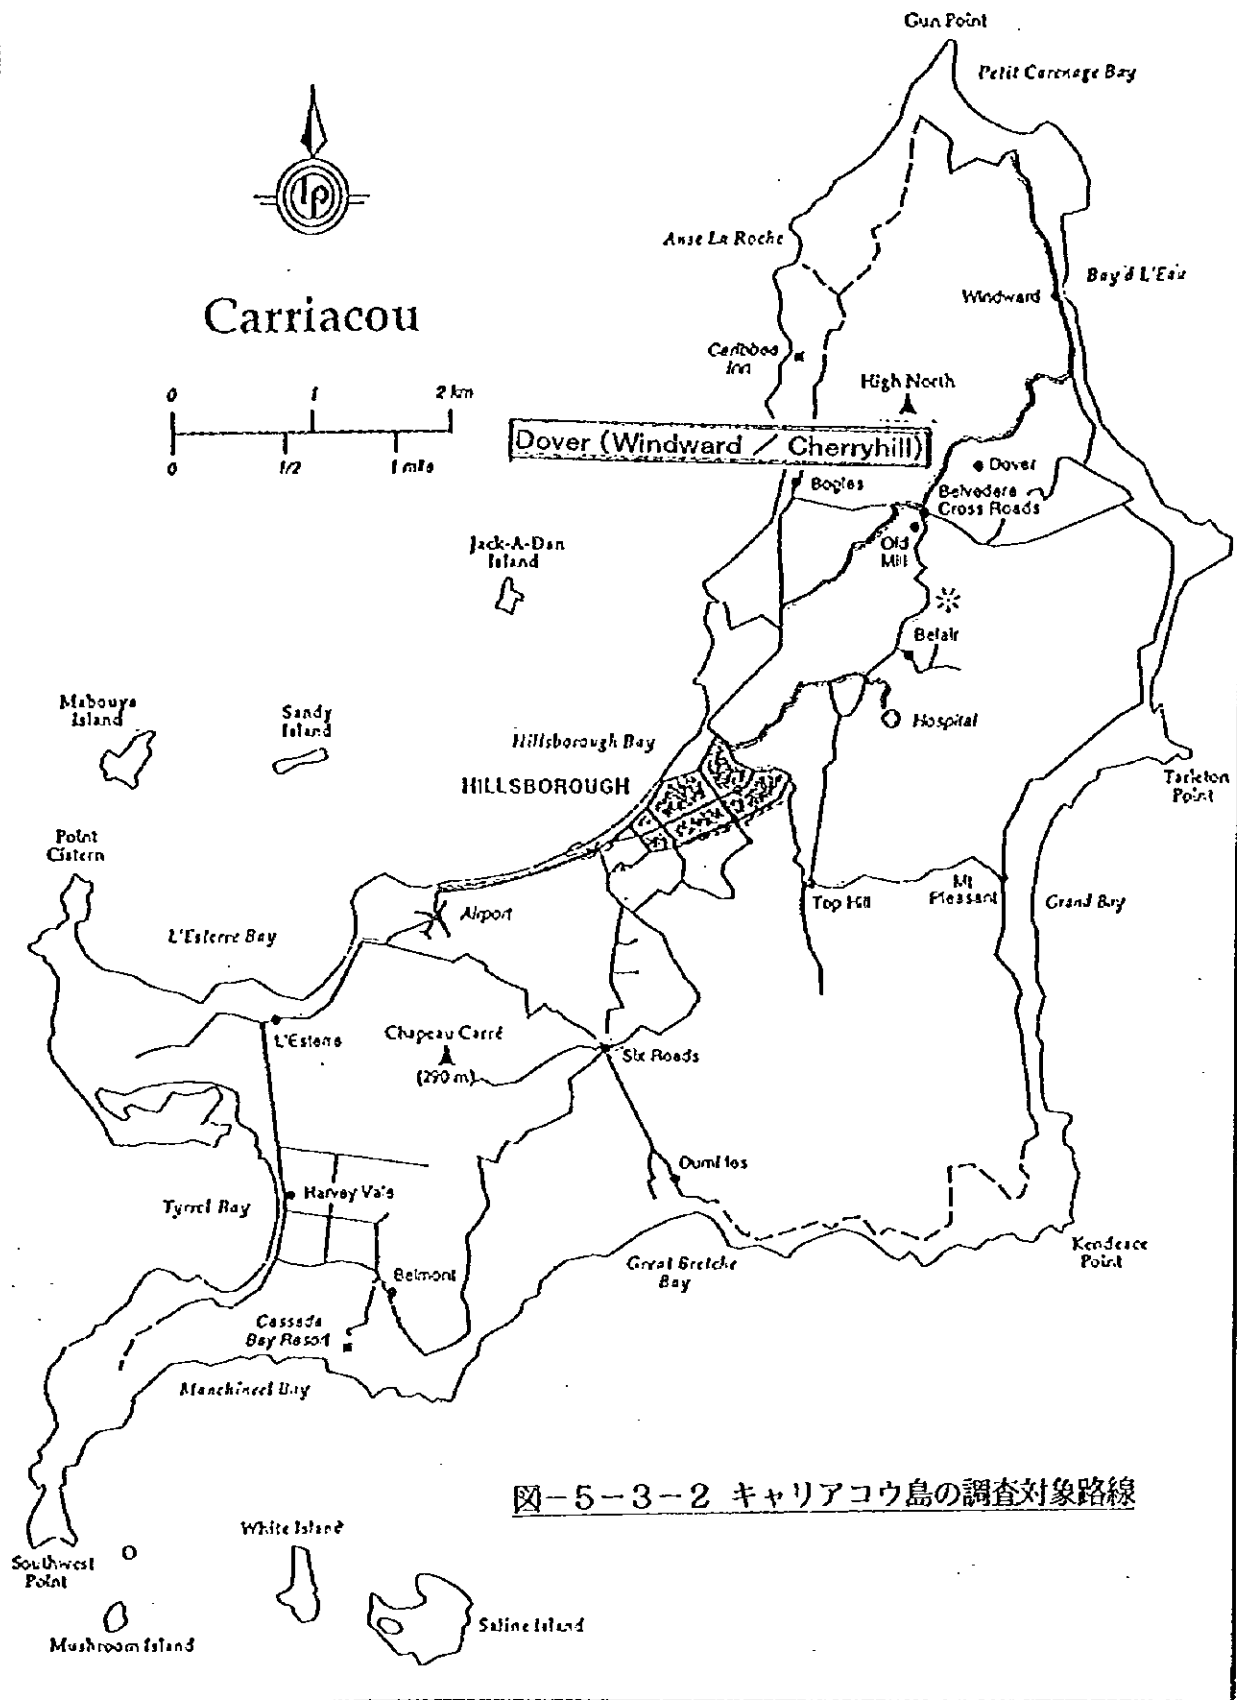 Gun Point
Petit Carenage Bay
lp
Anse La Roche
Bay d L'Eau
Windward
Carriacou
Caribbee
Inn
High North
0 1 2 km
0 1/2 1 mile
Dover (Windward / Cherryhill)
Dover
Bogles
Belvedere
Cross Roads
Old
Mill
Jack-A-Dan
Island
Belair
Mabouya
Island
Sandy
Island
Hospital
Hillsborough Bay
HILLSBOROUGH
Tarleton
Point
Point
Cistern
Top Hill
Mt
Pleasant
Grand Bay
Airport
L'Esterre Bay
L'Esterre
Chapeau Carré
(290 m)
Six Roads
Dumfries
Harvey Vale
Tyrrel Bay
Kendeace
Point
Great Bretche
Bay
Belmont
Cassada
Bay Resort
Manchineel Bay
図-5-3-2 キャリアコウ島の調査対象路線
White Island
Southwest
Point
Mushroom Island
Saline Island